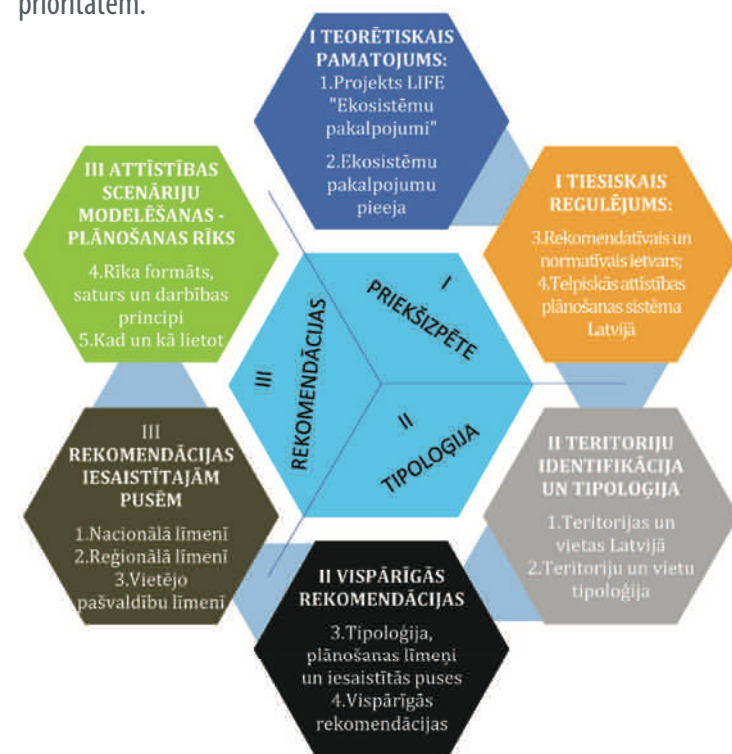 prioritātēm.
I TEORĒTISKAIS
PAMATOJUMS:
1.Projekts LIFE
"Ekosistēmu
pakalpojumi"
2.Ekosistēmu
pakalpojumu
pieeja
I TIESISKAIS
REGULĒJUMS:
3.Rekomendatīvais un
normatīvais ietvars;
4.Telpiskās attīstības
plānošanas sistēma
Latvijā
II TERITORIJU
IDENTIFIKĀCIJA
UN TIPOLOĢIJA
1.Teritorijas un
vietas Latvijā
2.Teritoriju un vietu
tipoloģija
II VISPĀRĪGĀS
REKOMENDĀCIJAS
3.Tipoloģija,
plānošanas līmeņi
un iesaistītās puses
4.Vispārīgās
rekomendācijas
III
REKOMENDĀCIJAS
IESAISTĪTAJĀM
PUSĒM
1.Nacionālā līmenī
2.Reģionālā līmenī
3.Vietējo
pašvaldību līmenī
III ATTĪSTĪBAS
SCENĀRIJU
MODELĒŠANAS -
PLĀNOŠANAS RĪKS
4.Rīka formāts,
saturs un darbības
principi
5.Kad un kā lietot
I
PRIEKŠIZPĒTE
II
TIPOLOĢIJA
III
REKOMENDĀCIJAS